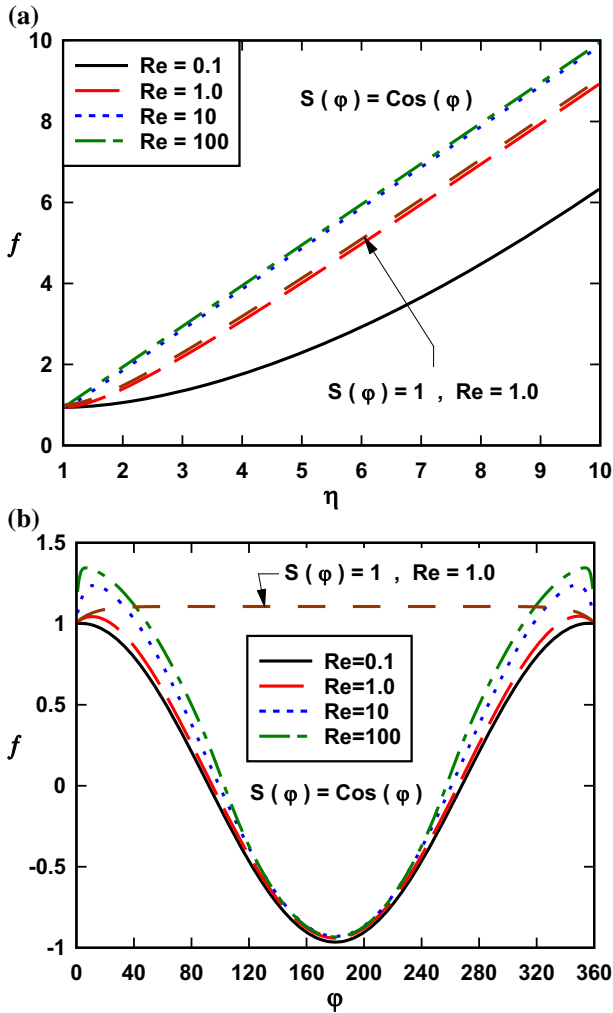 (a)
10
8
6
4
2
0
f
Re = 0.1
Re = 1.0
Re = 10
Re = 100
S ( φ ) = Cos ( φ )
S ( φ ) = 1 , Re = 1.0
1 2 3 4 5 6 7 8 9 10
η
(b)
1.5
1
0.5
0
-0.5
-1
f
S ( φ ) = 1 , Re = 1.0
Re=0.1
Re=1.0
Re=10
Re=100
S ( φ ) = Cos ( φ )
0 40 80 120 160 200 240 280 320 360
φ